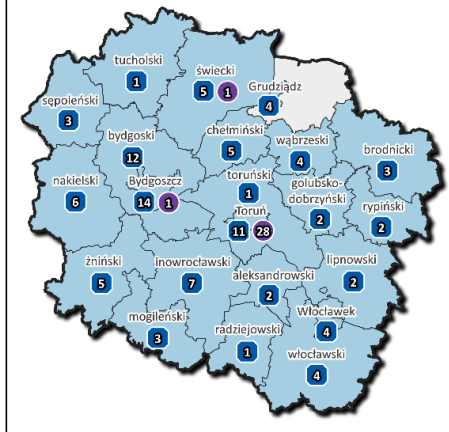 tucholski
1
świecki
5 1
Grudziądz
4
sępoleński
3
bydgoski
12
chełmiński
5
wąbrzeski
4
brodnicki
3
nakielski
6
Bydgoszcz
14 1
toruński
1
golubsko-
dobrzyński
2
rypiński
2
Toruń
11 28
żniński
5
inowrocławski
7
aleksandrowski
2
lipnowski
2
mogileński
3
radziejowski
1
Włocławek
4
włocławski
4